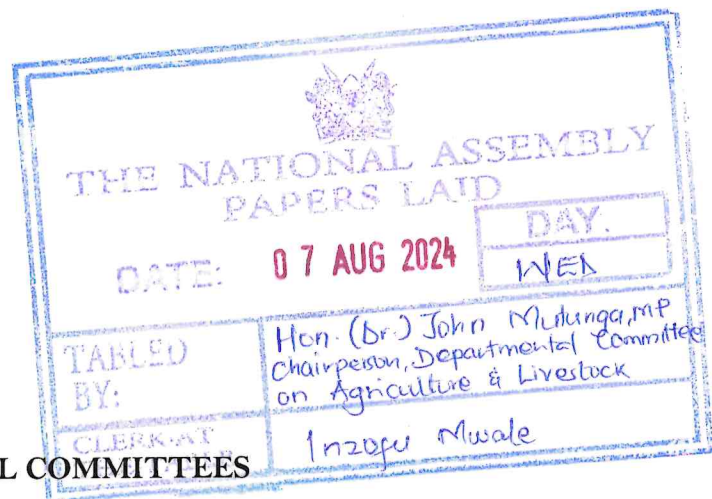 THE NATIONAL ASSEMBLY
PAPERS LAID
DATE: 07 AUG 2024
DAY.
WED
TABLED BY:
Hon. (Dr.) John Mutunga, MP
Chairperson, Departmental Committee
on Agriculture & Livestock
CLERK-AT
Inzofu Mwale
L COMMITTEES